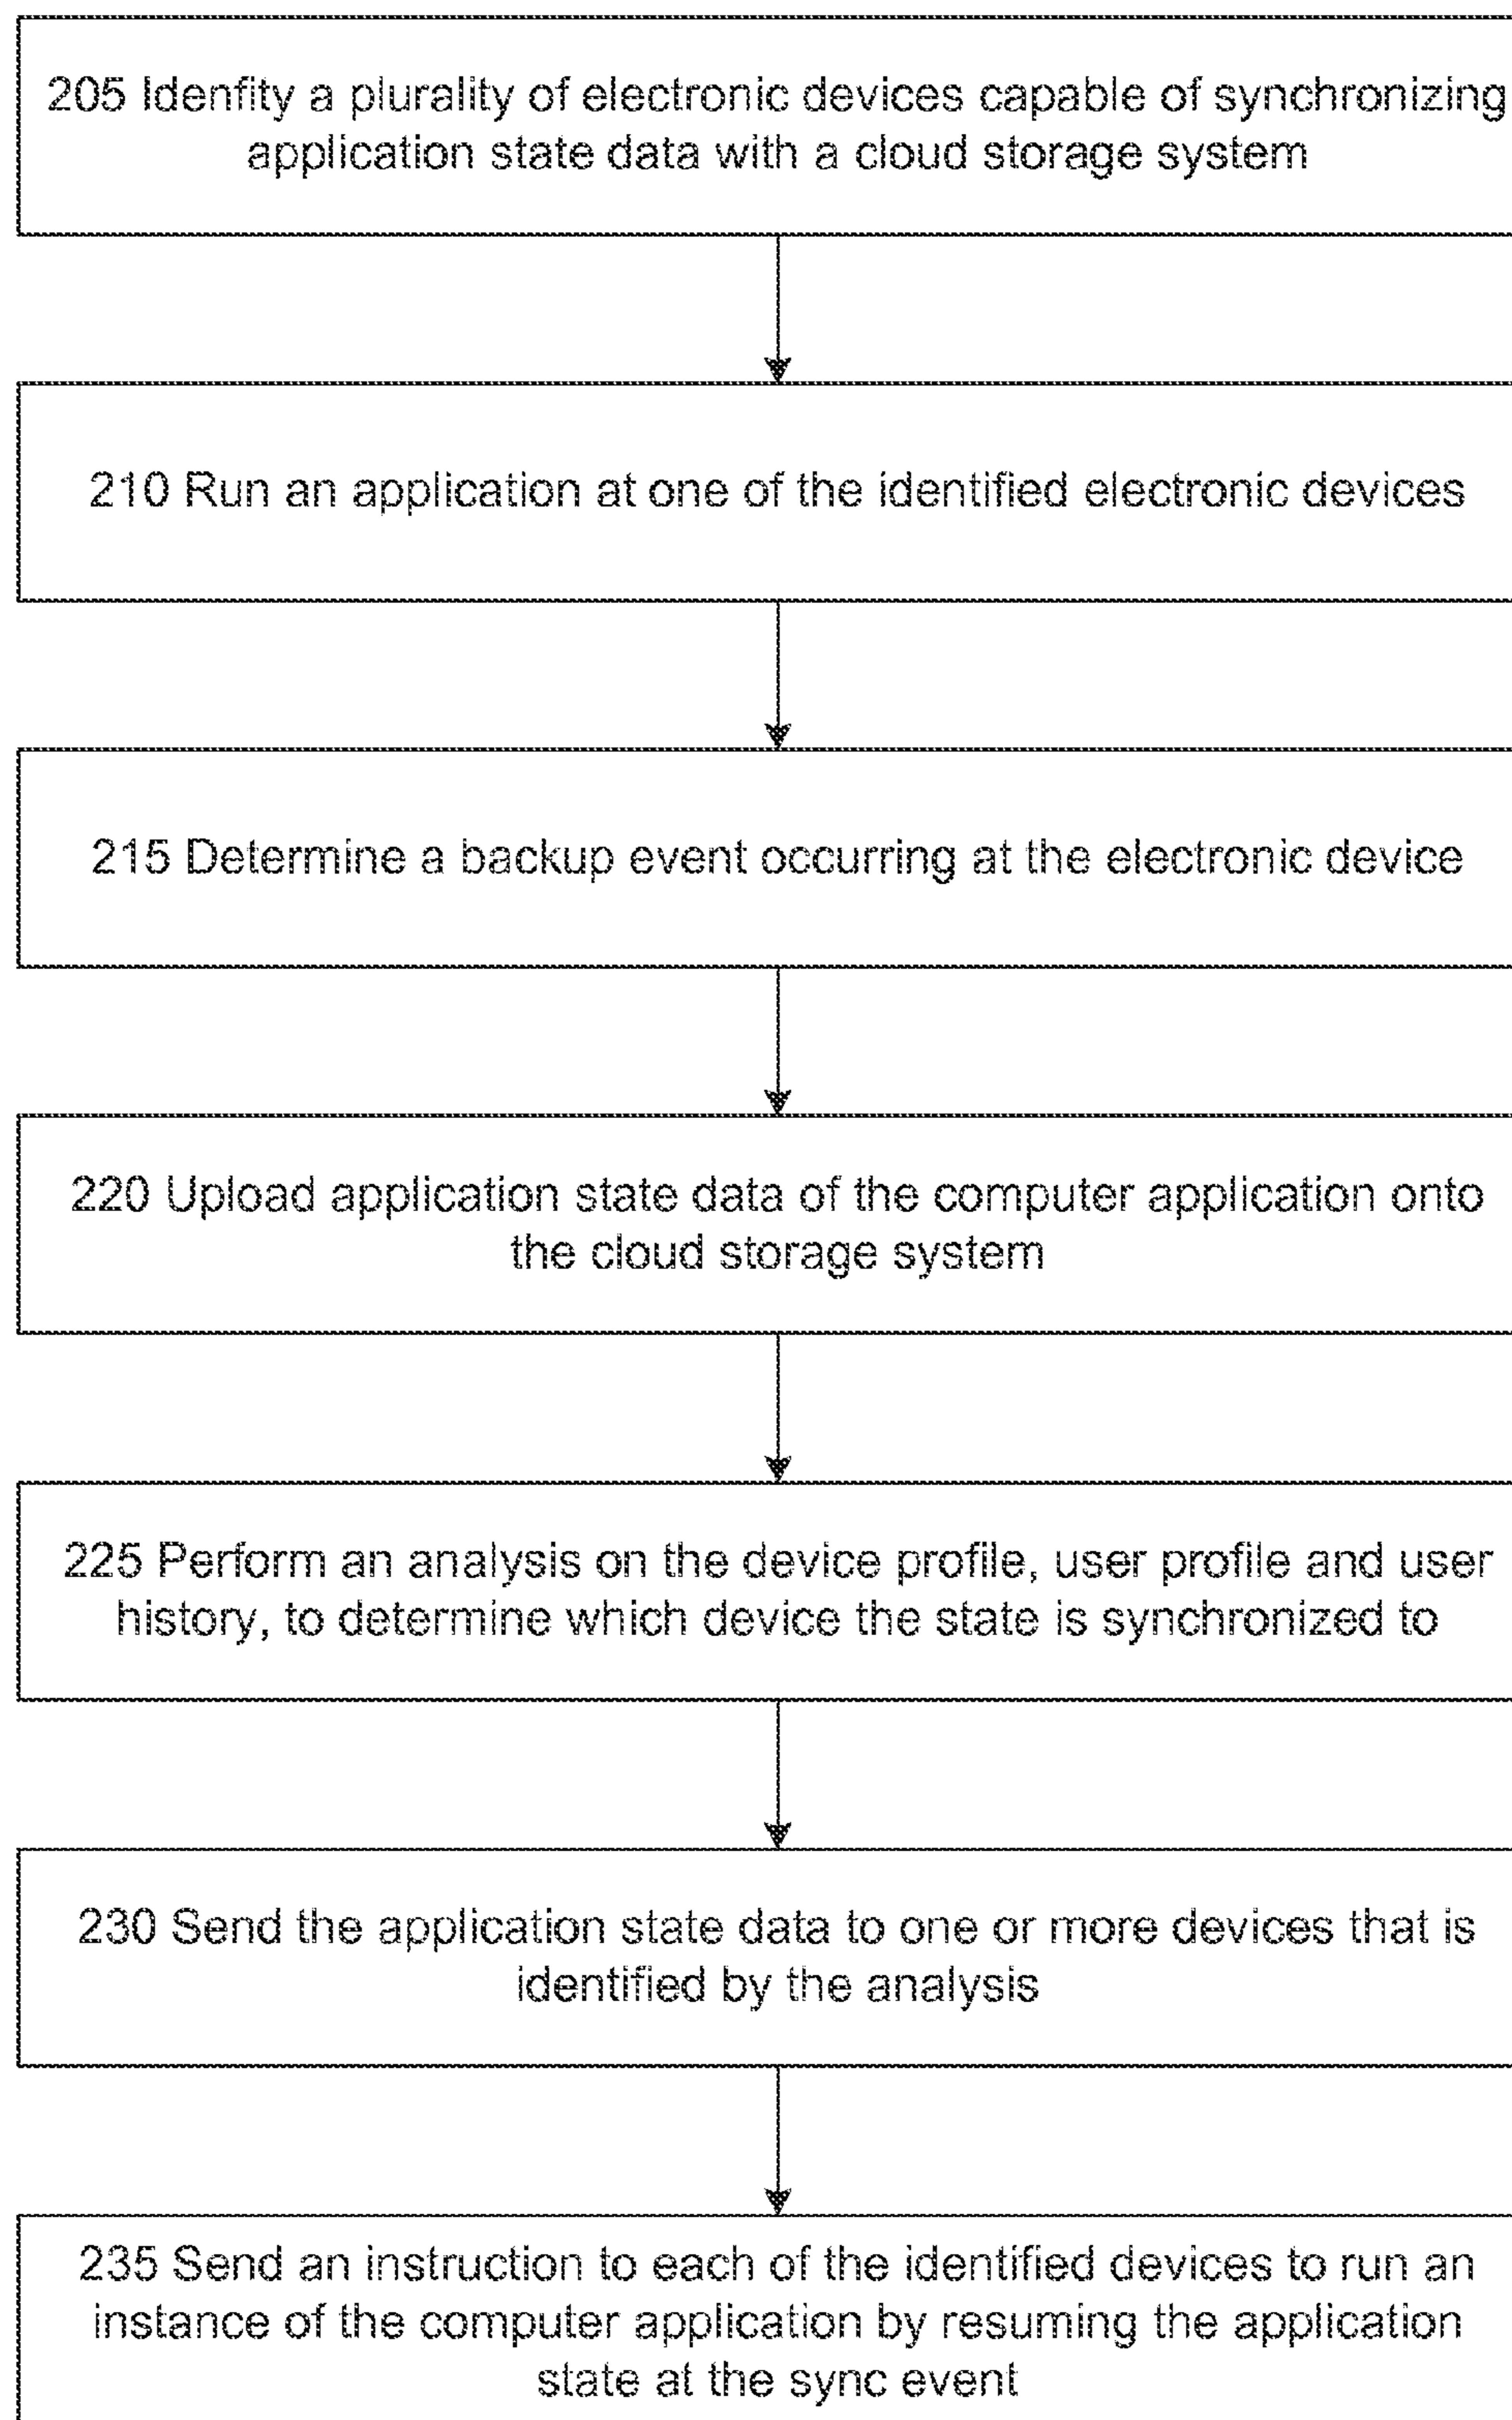 205 Idenfity a plurality of electronic devices capable of synchronizing
application state data with a cloud storage system
210 Run an application at one of the identified electronic devices
215 Determine a backup event occurring at the electronic device
220 Upload application state data of the computer application onto
the cloud storage system
225 Perform an analysis on the device profile, user profile and user
history, to determine which device the state is synchronized to
230 Send the application state data to one or more devices that is
identified by the analysis
235 Send an instruction to each of the identified devices to run an
instance of the computer application by resuming the application
state at the sync event